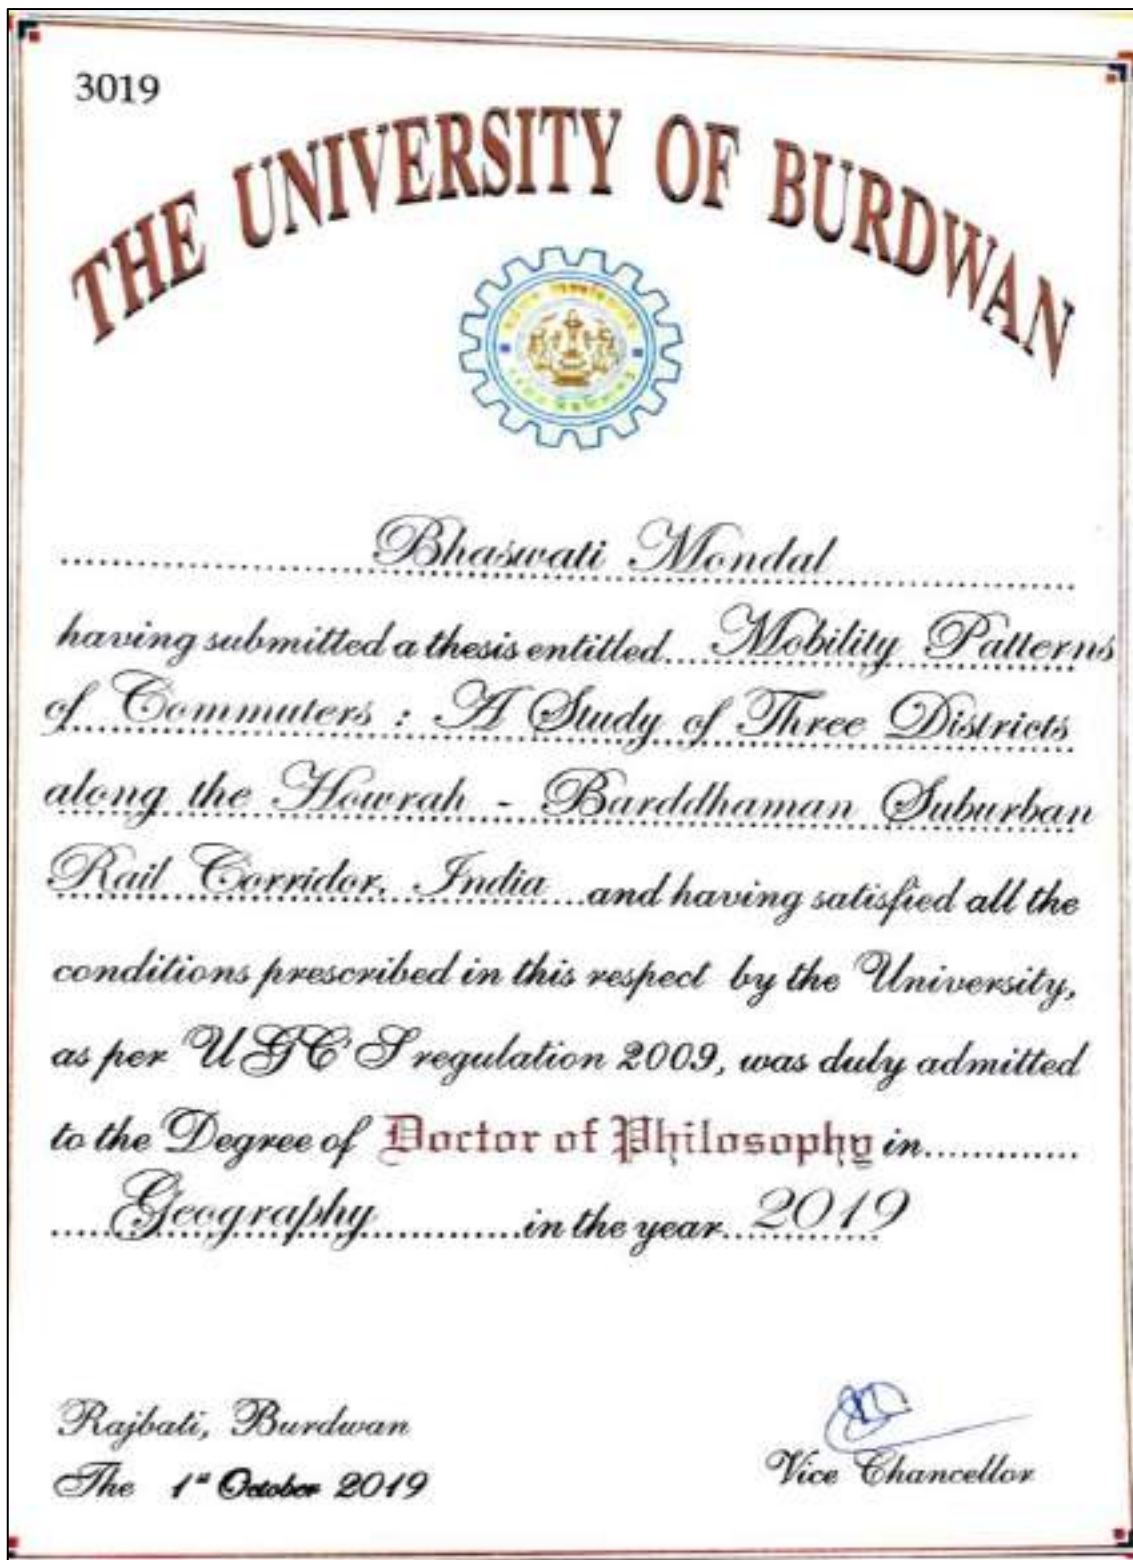 3019
THE UNIVERSITY OF BURDWAN
Bhaswati Mondal
having submitted a thesis entitled Mobility Patterns
of Commuters : A Study of Three Districts
along the Howrah - Barddhaman Suburban
Rail Corridor, India and having satisfied all the
conditions prescribed in this respect by the University,
as per UGC'S regulation 2009, was duly admitted
to the Degree of Doctor of Philosophy in
Geography in the year 2019
Rajbati, Burdwan
The 1st October 2019
Vice Chancellor